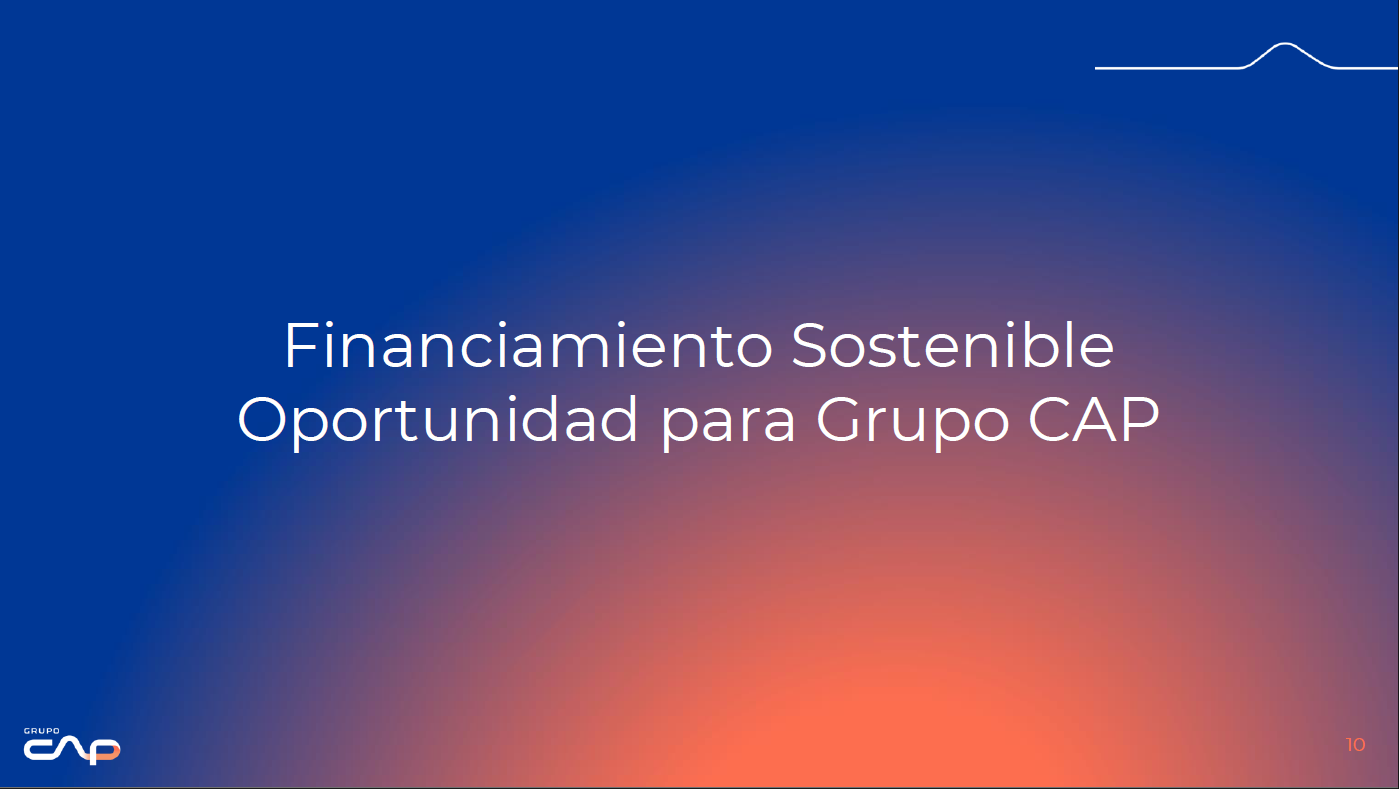 Financiamiento Sostenible
Oportunidad para Grupo CAP
GRUPO
cap
10